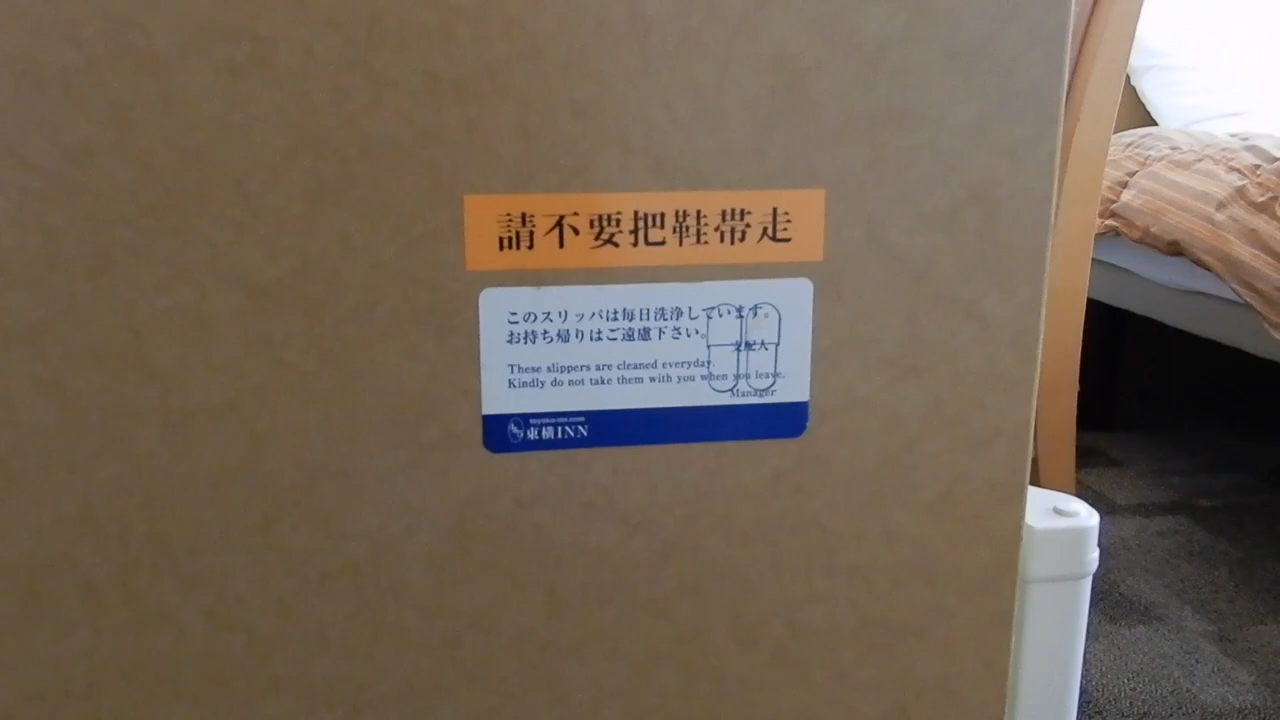 請不要把鞋帯走
このスリッパは毎日洗浄しています。
お持ち帰りはご遠慮下さい。
支配人
These slippers are cleaned everyday.
Kindly do not take them with you when you leave.
Manager
東横INN